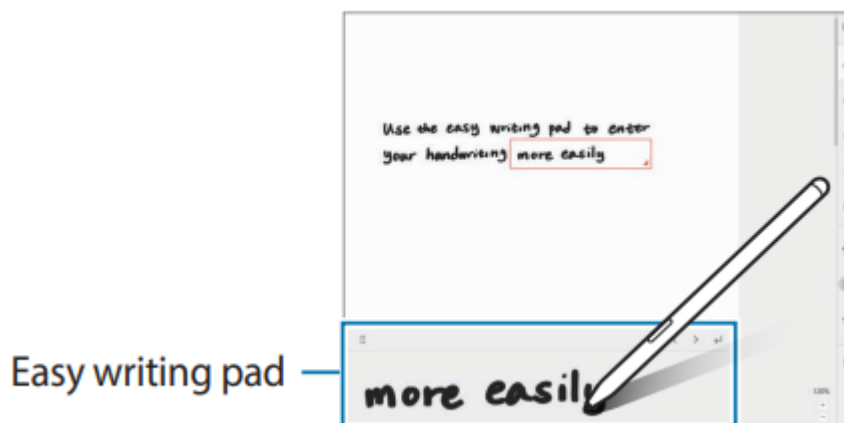 Use the easy writing pad to enter
your handwriting more easily
Easy writing pad
more easily